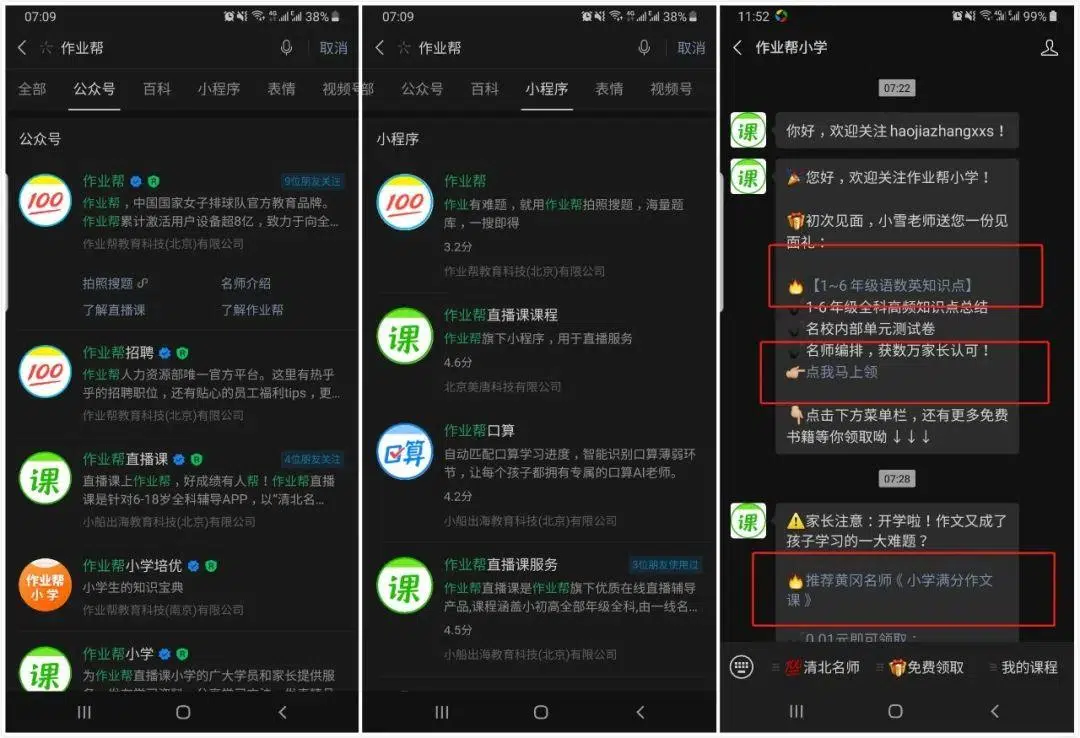 07:09
38%
作业帮
取消
全部 公众号 百科 小程序 表情 视频号
公众号
作业帮
9位朋友关注
作业帮，中国国家女子排球队官方教育品牌。
作业帮累计激活用户设备超8亿，致力于向全...
作业帮教育科技(北京)有限公司
拍照搜题 名师介绍
了解直播课 了解作业帮
作业帮招聘
作业帮人力资源部唯一官方平台。这里有热乎
乎的招聘职位，还有贴心的员工福利tips，更...
作业帮教育科技(北京)有限公司
作业帮直播课
4位朋友关注
直播课上作业帮，好成绩有人帮！作业帮直播
课是针对6-18岁全科辅导APP，以“清北名...
小船出海教育科技(北京)有限公司
作业帮小学培优
小学生的知识宝典
作业帮教育科技(南京)有限公司
作业帮小学
为作业帮直播课小学的广大学员和家长提供服
100
100
课
作业帮
小学
课
07:09
38%
作业帮
取消
部 公众号 百科 小程序 表情 视频号
小程序
作业帮
作业有难题，就用作业帮拍照搜题，海量题
库，一搜即得
3.2分
作业帮教育科技(北京)有限公司
作业帮直播课课程
作业帮旗下小程序，用于直播服务
4.6分
北京美唐科技有限公司
作业帮口算
自动匹配口算学习进度，智能识别口算薄弱环
节，让每个孩子都拥有专属的口算AI老师。
4.2分
小船出海教育科技(北京)有限公司
作业帮直播课服务
3位朋友使用过
作业帮直播课是作业帮旗下优质在线直播辅导
产品,课程涵盖小初高全部年级全科,由一线名...
4.5分
小船出海教育科技(北京)有限公司
100
课
口算
课
11:52
99%
作业帮小学
07:22
课
你好，欢迎关注haojiazhangxxs！
课
您好，欢迎关注作业帮小学！
初次见面，小雪老师送您一份见
面礼：
【1~6 年级语数英知识点】
1-6 年级全科高频知识点总结
名校内部单元测试卷
名师编排，获数万家长认可！
点我马上领
点击下方菜单栏，还有更多免费
书籍等你领取呦↓↓↓
07:28
课
家长注意：开学啦！作文又成了
孩子学习的一大难题？
推荐黄冈名师《小学满分作文
课》
0.01元即可领取：
清北名师 免费领取 我的课程